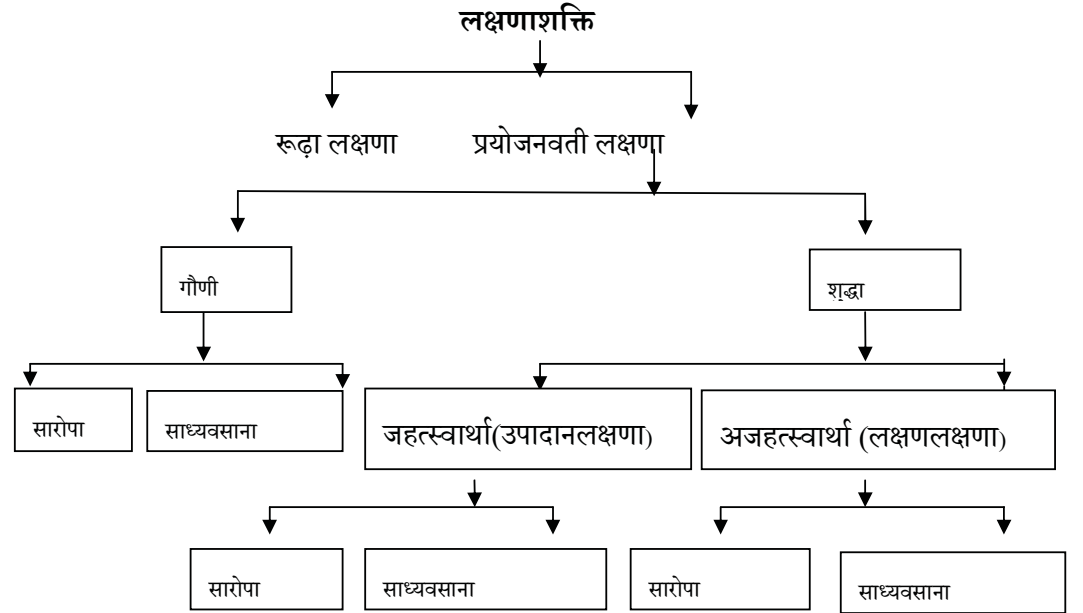 लक्षणाशक्ति
रूढ़ा लक्षणा प्रयोजनवती लक्षणा
गौणी शुद्धा
सारोपा साध्यवसाना जहत्स्वार्था(उपादानलक्षणा) अजहत्स्वार्था (लक्षणलक्षणा)
सारोपा साध्यवसाना सारोपा साध्यवसाना